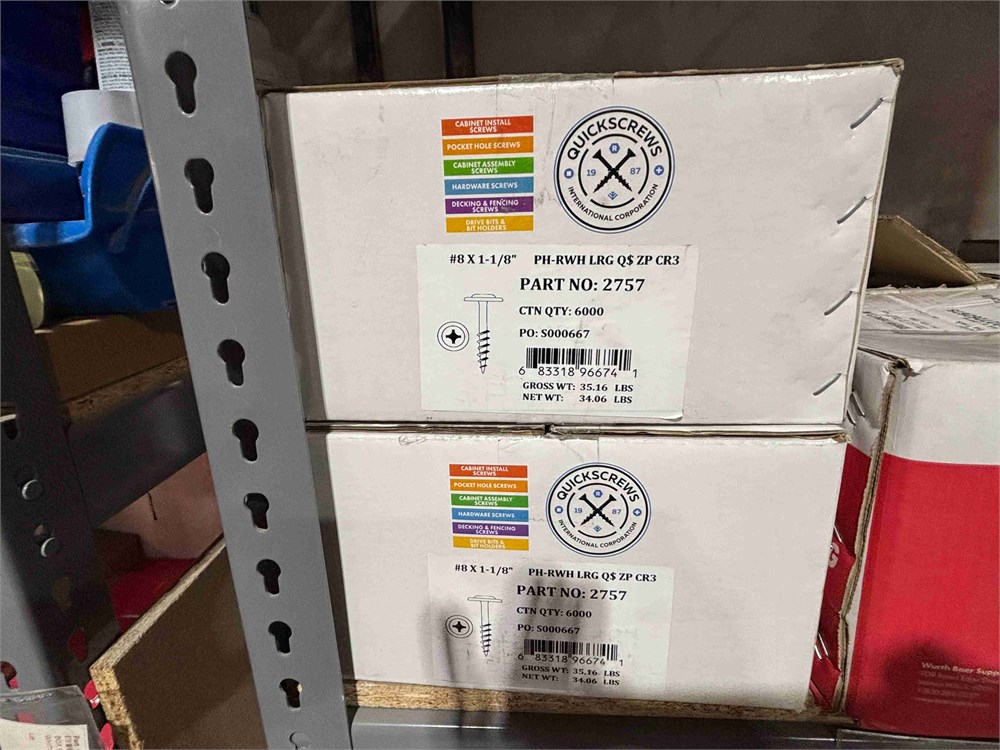 CABINET INSTALL
SCREWS
POCKET HOLE SCREWS
CABINET ASSEMBLY
SCREWS
HARDWARE SCREWS
DECKING & FENCING
SCREWS
DRIVE BITS &
BIT HOLDERS
QUICKSCREWS
R
19 87
INTERNATIONAL CORPORATION
#8 X 1-1/8" PH-RWH LRG Q$ ZP CR3
PART NO: 2757
CTN QTY: 6000
PO: S000667
6 83318 96674 1
GROSS WT: 35.16 LBS
NET WT: 34.06 LBS
CABINET INSTALL
SCREWS
POCKET HOLE SCREWS
CABINET ASSEMBLY
SCREWS
HARDWARE SCREWS
DECKING & FENCING
SCREWS
DRIVE BITS &
BIT HOLDERS
QUICKSCREWS
R
19 87
INTERNATIONAL CORPORATION
#8 X 1-1/8" PH-RWH LRG Q$ ZP CR3
PART NO: 2757
CTN QTY: 6000
PO: S000667
6 83318 96674 1
GROSS WT: 35.16 LBS
NET WT: 34.06 LBS
Wurth Baer Supp